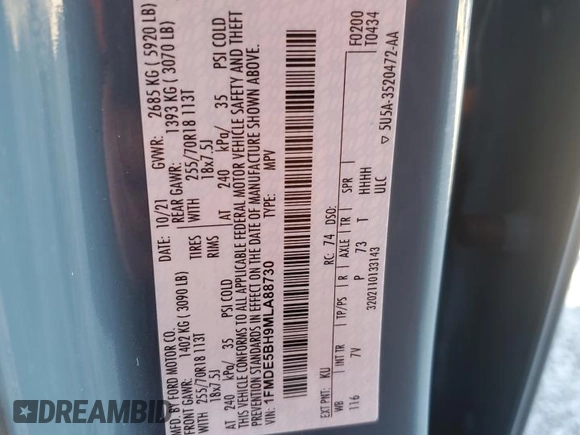 MFD. BY FORD MOTOR CO.
DATE: 10/21
GVWR: 2685 KG ( 5920 LB)
FRONT GAWR: 1402 KG ( 3090 LB)
REAR GAWR: 1393 KG ( 3070 LB)
255/70R18 113T
TIRES
WITH 255/70R18 113T
18x7.5J
RIMS
18x7.5J
AT 240 kPa/ 35 PSI COLD
AT 240 kPa/ 35 PSI COLD
THIS VEHICLE CONFORMS TO ALL APPLICABLE FEDERAL MOTOR VEHICLE SAFETY AND THEFT
PREVENTION STANDARDS IN EFFECT ON THE DATE OF MANUFACTURE SHOWN ABOVE.
VIN: 1FMDE5BH9MLA88730
TYPE: MPV
F0200
T0434
EXT PNT: KU
RC: 74 DSO:
WB
INT TR
TP/PS
R
AXLE
TR
SPR
116
7V
P
73
T
HHHH
3202110133143
ULC
▽ 5U5A-3520472-AA
DREAMBID